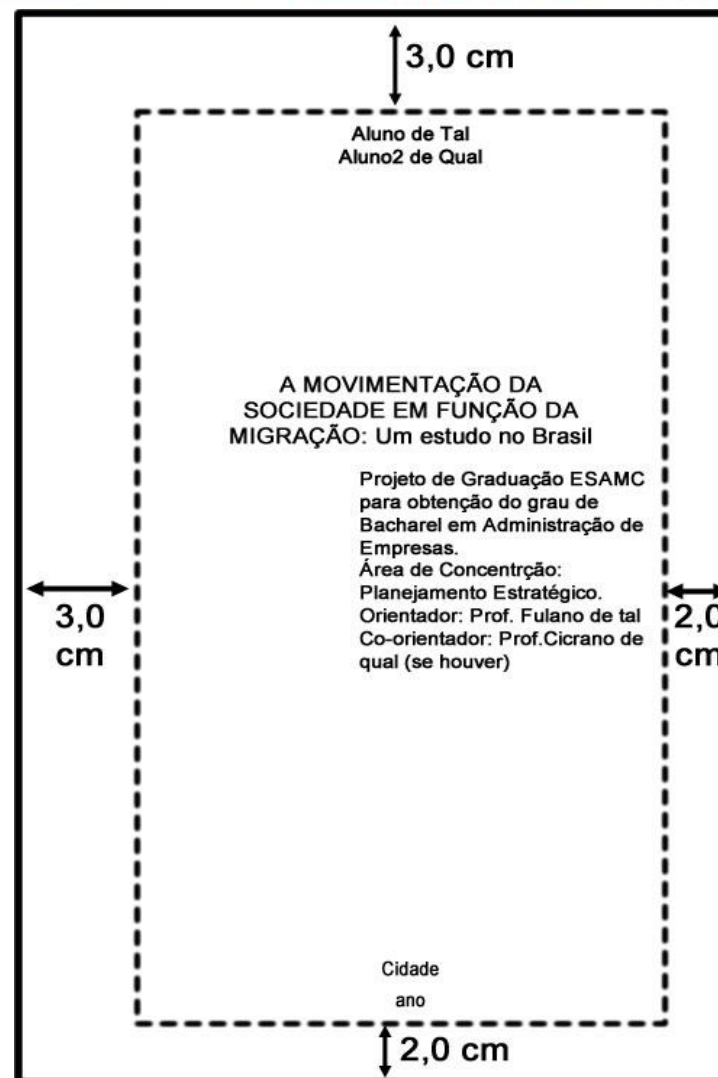 3,0 cm
Aluno de Tal
Aluno2 de Qual
A MOVIMENTAÇÃO DA
SOCIEDADE EM FUNÇÃO DA
MIGRAÇÃO: Um estudo no Brasil
Projeto de Graduação ESAMC
para obtenção do grau de
Bacharel em Administração de
Empresas.
Área de Concentrção:
Planejamento Estratégico.
Orientador: Prof. Fulano de tal
Co-orientador: Prof.Cicrano de
qual (se houver)
3,0
cm
2,0
cm
Cidade
ano
2,0 cm